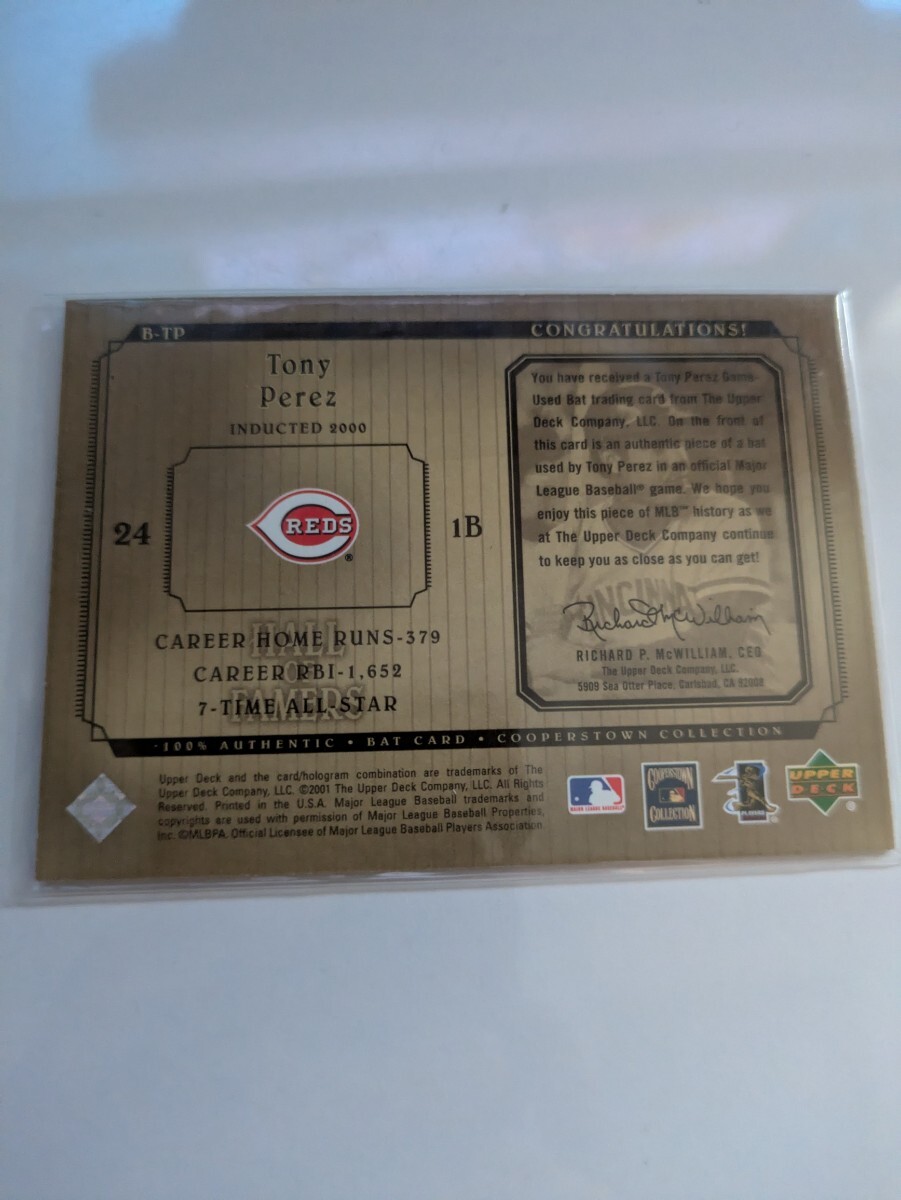 B-TP
CONGRATULATIONS!
Tony
Perez
INDUCTED 2000
24
REDS
®
1B
HALL
OF
FAMERS
CAREER HOME RUNS-379
CAREER RBI-1,652
7-TIME ALL-STAR
You have received a Tony Perez Game-
Used Bat trading card from The Upper
Deck Company, LLC. On the front of
this card is an authentic piece of a bat
used by Tony Perez in an official Major
League Baseball® game. We hope you
enjoy this piece of MLB™ history as we
at The Upper Deck Company continue
to keep you as close as you can get!
CINCINNATI
Richard McWilliam
RICHARD P. McWILLIAM, CEO
The Upper Deck Company, LLC.
5909 Sea Otter Place, Carlsbad, CA 92008
·100% AUTHENTIC • BAT CARD • COOPERSTOWN COLLECTION
Upper Deck and the card/hologram combination are trademarks of The
Upper Deck Company, LLC. ©2001 The Upper Deck Company, LLC. All Rights
Reserved. Printed in the U.S.A. Major League Baseball trademarks and
copyrights are used with permission of Major League Baseball Properties,
Inc. ©MLBPA. Official Licensee of Major League Baseball Players Association
MAJOR LEAGUE BASEBALL
COOPERSTOWN
COLLECTION
PLAYERS
UPPER
DECK
®